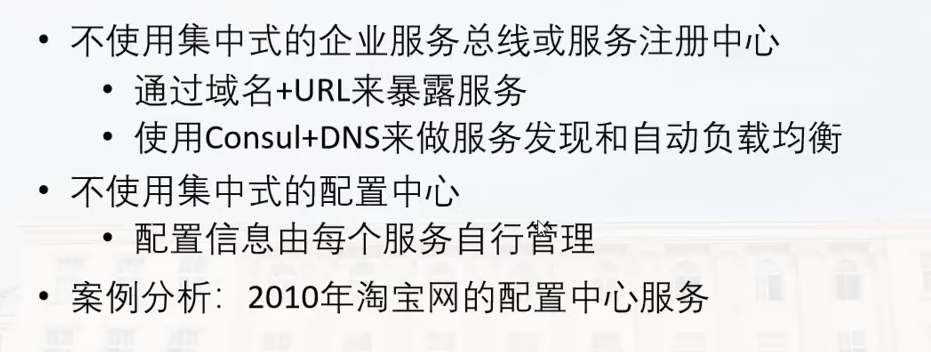 • 不使用集中式的企业服务总线或服务注册中心
• 通过域名+URL来暴露服务
• 使用Consul+DNS来做服务发现和自动负载均衡
• 不使用集中式的配置中心
• 配置信息由每个服务自行管理
• 案例分析：2010年淘宝网的配置中心服务